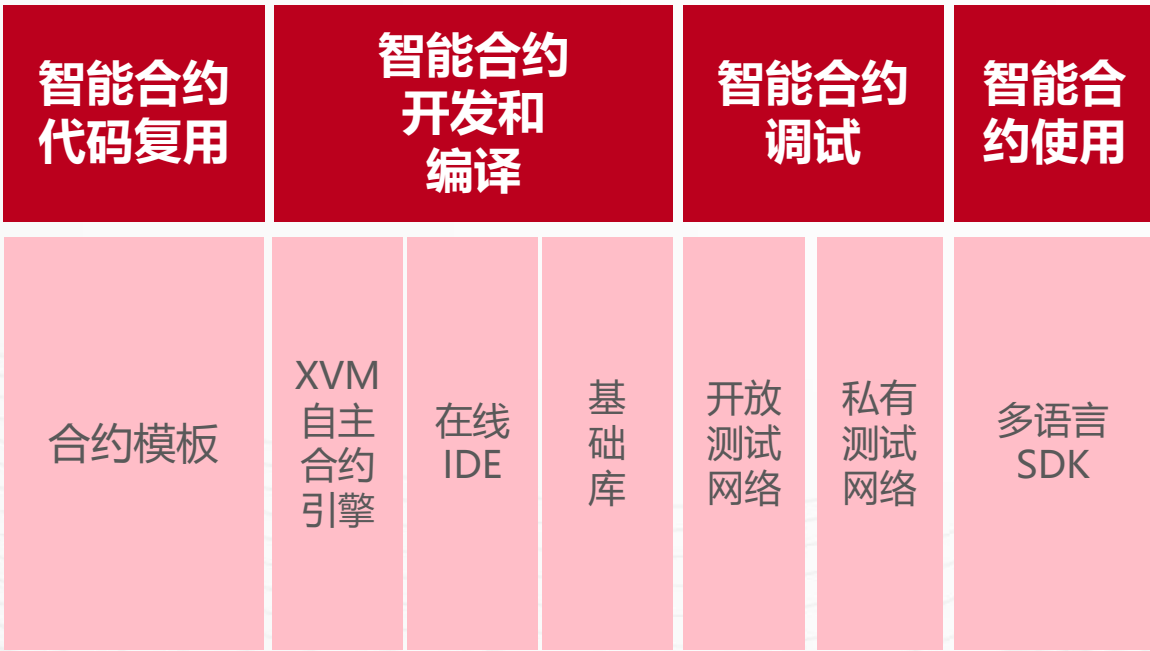 智能合约
代码复用
智能合约
开发和
编译
智能合约
调试
智能合
约使用
合约模板
XVM
自主
合约
引擎
在线
IDE
基
础
库
开放
测试
网络
私有
测试
网络
多语言
SDK